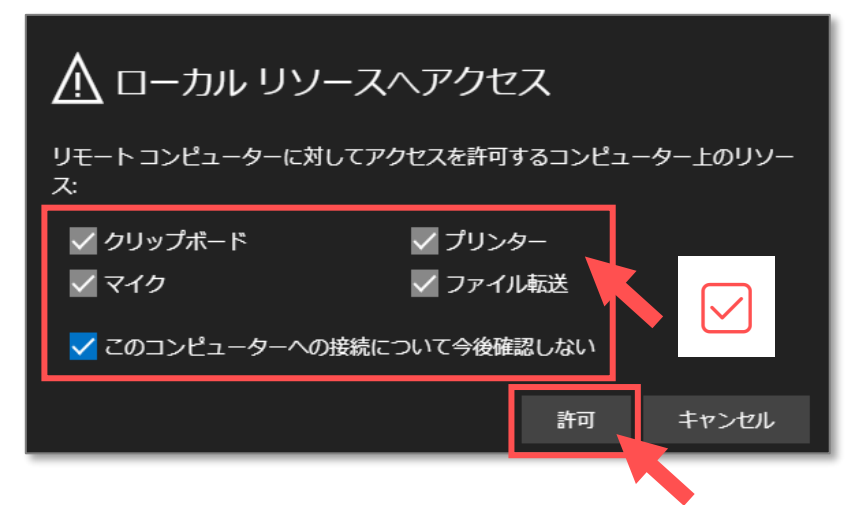 ローカル リソースへアクセス
リモート コンピューターに対してアクセスを許可するコンピューター上のリソー
ス:
クリップボード プリンター
マイク ファイル転送
このコンピューターへの接続について今後確認しない
許可 キャンセル